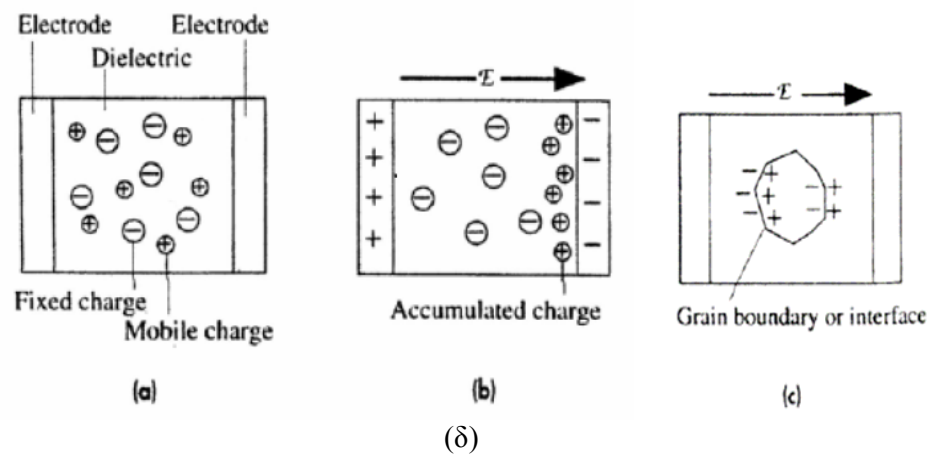 Electrode Electrode
Dielectric
Fixed charge
Mobile charge
(a)
ℰ
Accumulated charge
(b)
ℰ
Grain boundary or interface
(c)
(δ)